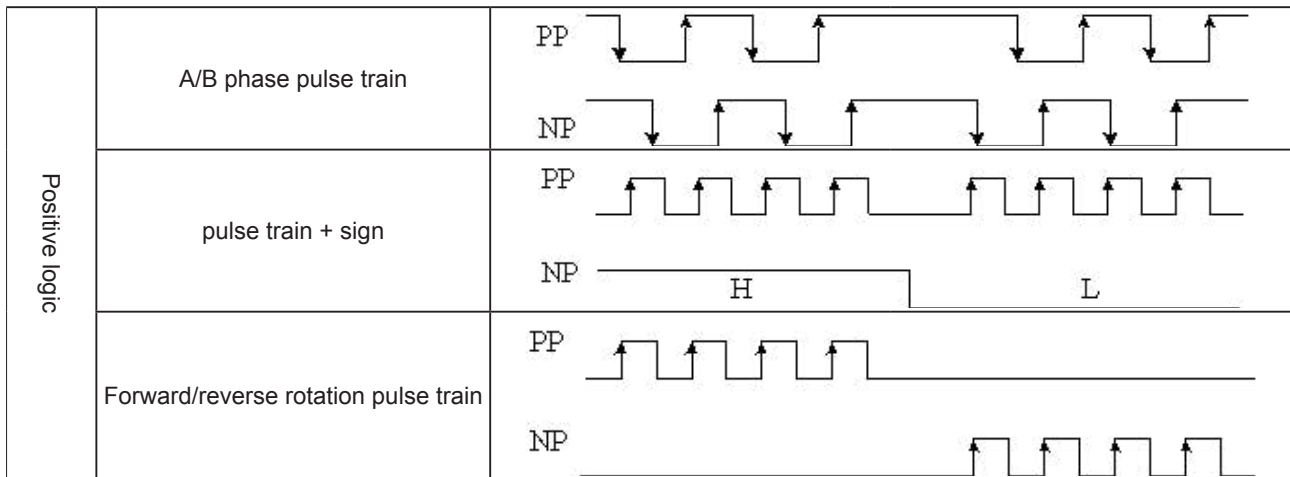 Positive logic
A/B phase pulse train
PP
NP
pulse train + sign
PP
NP
H
L
Forward/reverse rotation pulse train
PP
NP